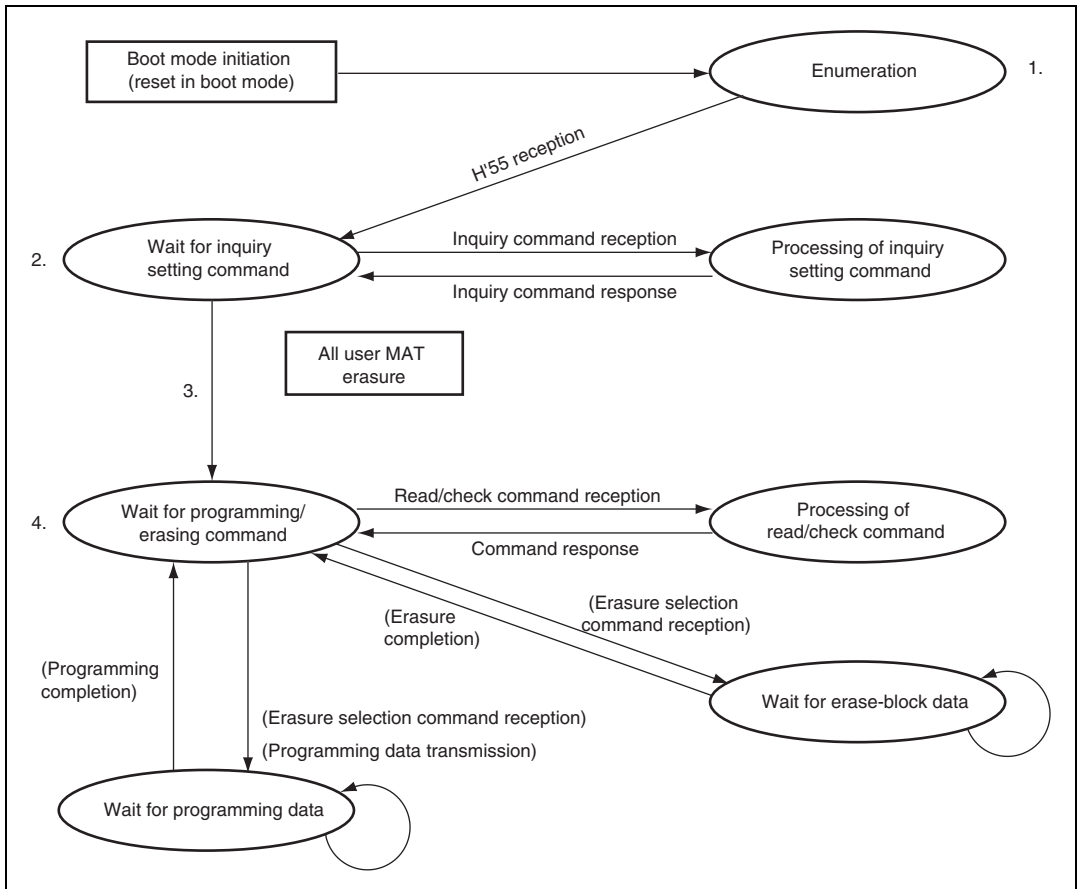 Boot mode initiation
(reset in boot mode)
Enumeration
1.
H'55 reception
2.
Wait for inquiry
setting command
Inquiry command reception
Inquiry command response
Processing of inquiry
setting command
All user MAT
erasure
3.
4.
Wait for programming/
erasing command
Read/check command reception
Command response
Processing of
read/check command
(Erasure
completion)
(Erasure selection
command reception)
(Programming
completion)
Wait for erase-block data
(Erasure selection command reception)
(Programming data transmission)
Wait for programming data